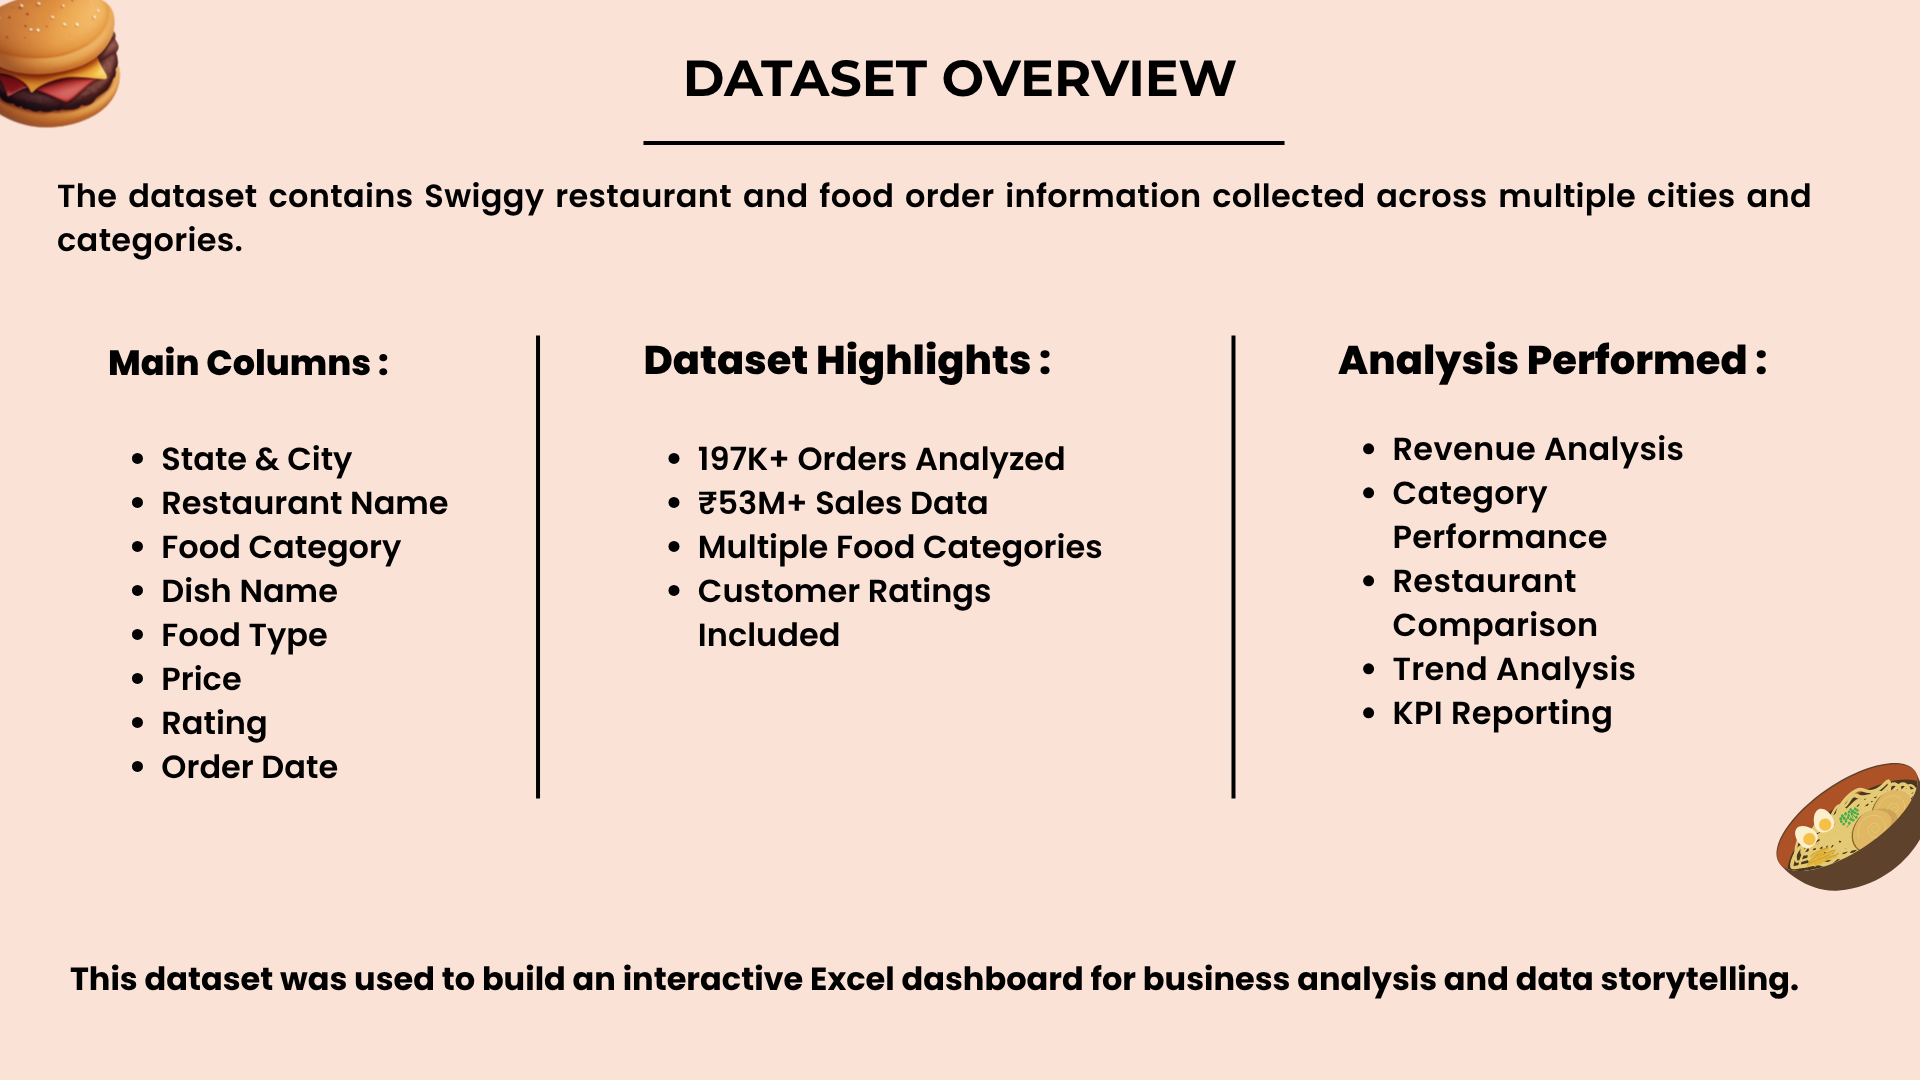 DATASET OVERVIEW
The dataset contains Swiggy restaurant and food order information collected across multiple cities and
categories.
Main Columns :
• State & City
• Restaurant Name
• Food Category
• Dish Name
• Food Type
• Price
• Rating
• Order Date
Dataset Highlights :
• 197K+ Orders Analyzed
• ₹53M+ Sales Data
• Multiple Food Categories
• Customer Ratings
Included
Analysis Performed :
• Revenue Analysis
• Category
Performance
• Restaurant
Comparison
• Trend Analysis
• KPI Reporting
This dataset was used to build an interactive Excel dashboard for business analysis and data storytelling.